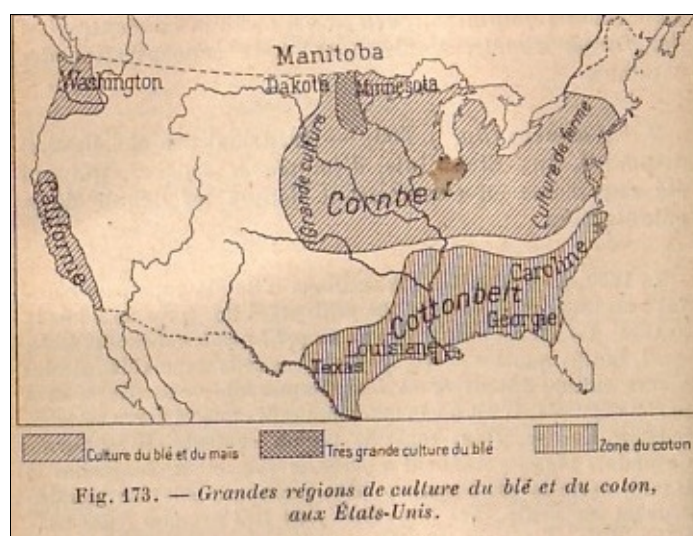 Manitoba
Washington
Dakota
Minnesota
Grande culture
Cornbelt
Culture de ferme
Californie
Caroline
Cottonbelt
Georgie
Louisiane
Texas
Culture du blé et du maïs
Très grande culture du blé
Zone du coton
Fig. 173. — Grandes régions de culture du blé et du coton,
aux États-Unis.